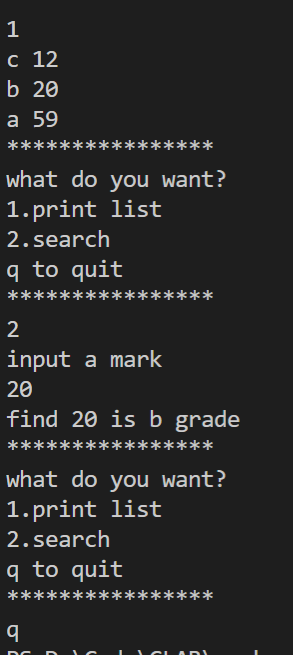 1
c 12
b 20
a 59
****************
what do you want?
1.print list
2.search
q to quit
****************
2
input a mark
20
find 20 is b grade
****************
what do you want?
1.print list
2.search
q to quit
****************
q